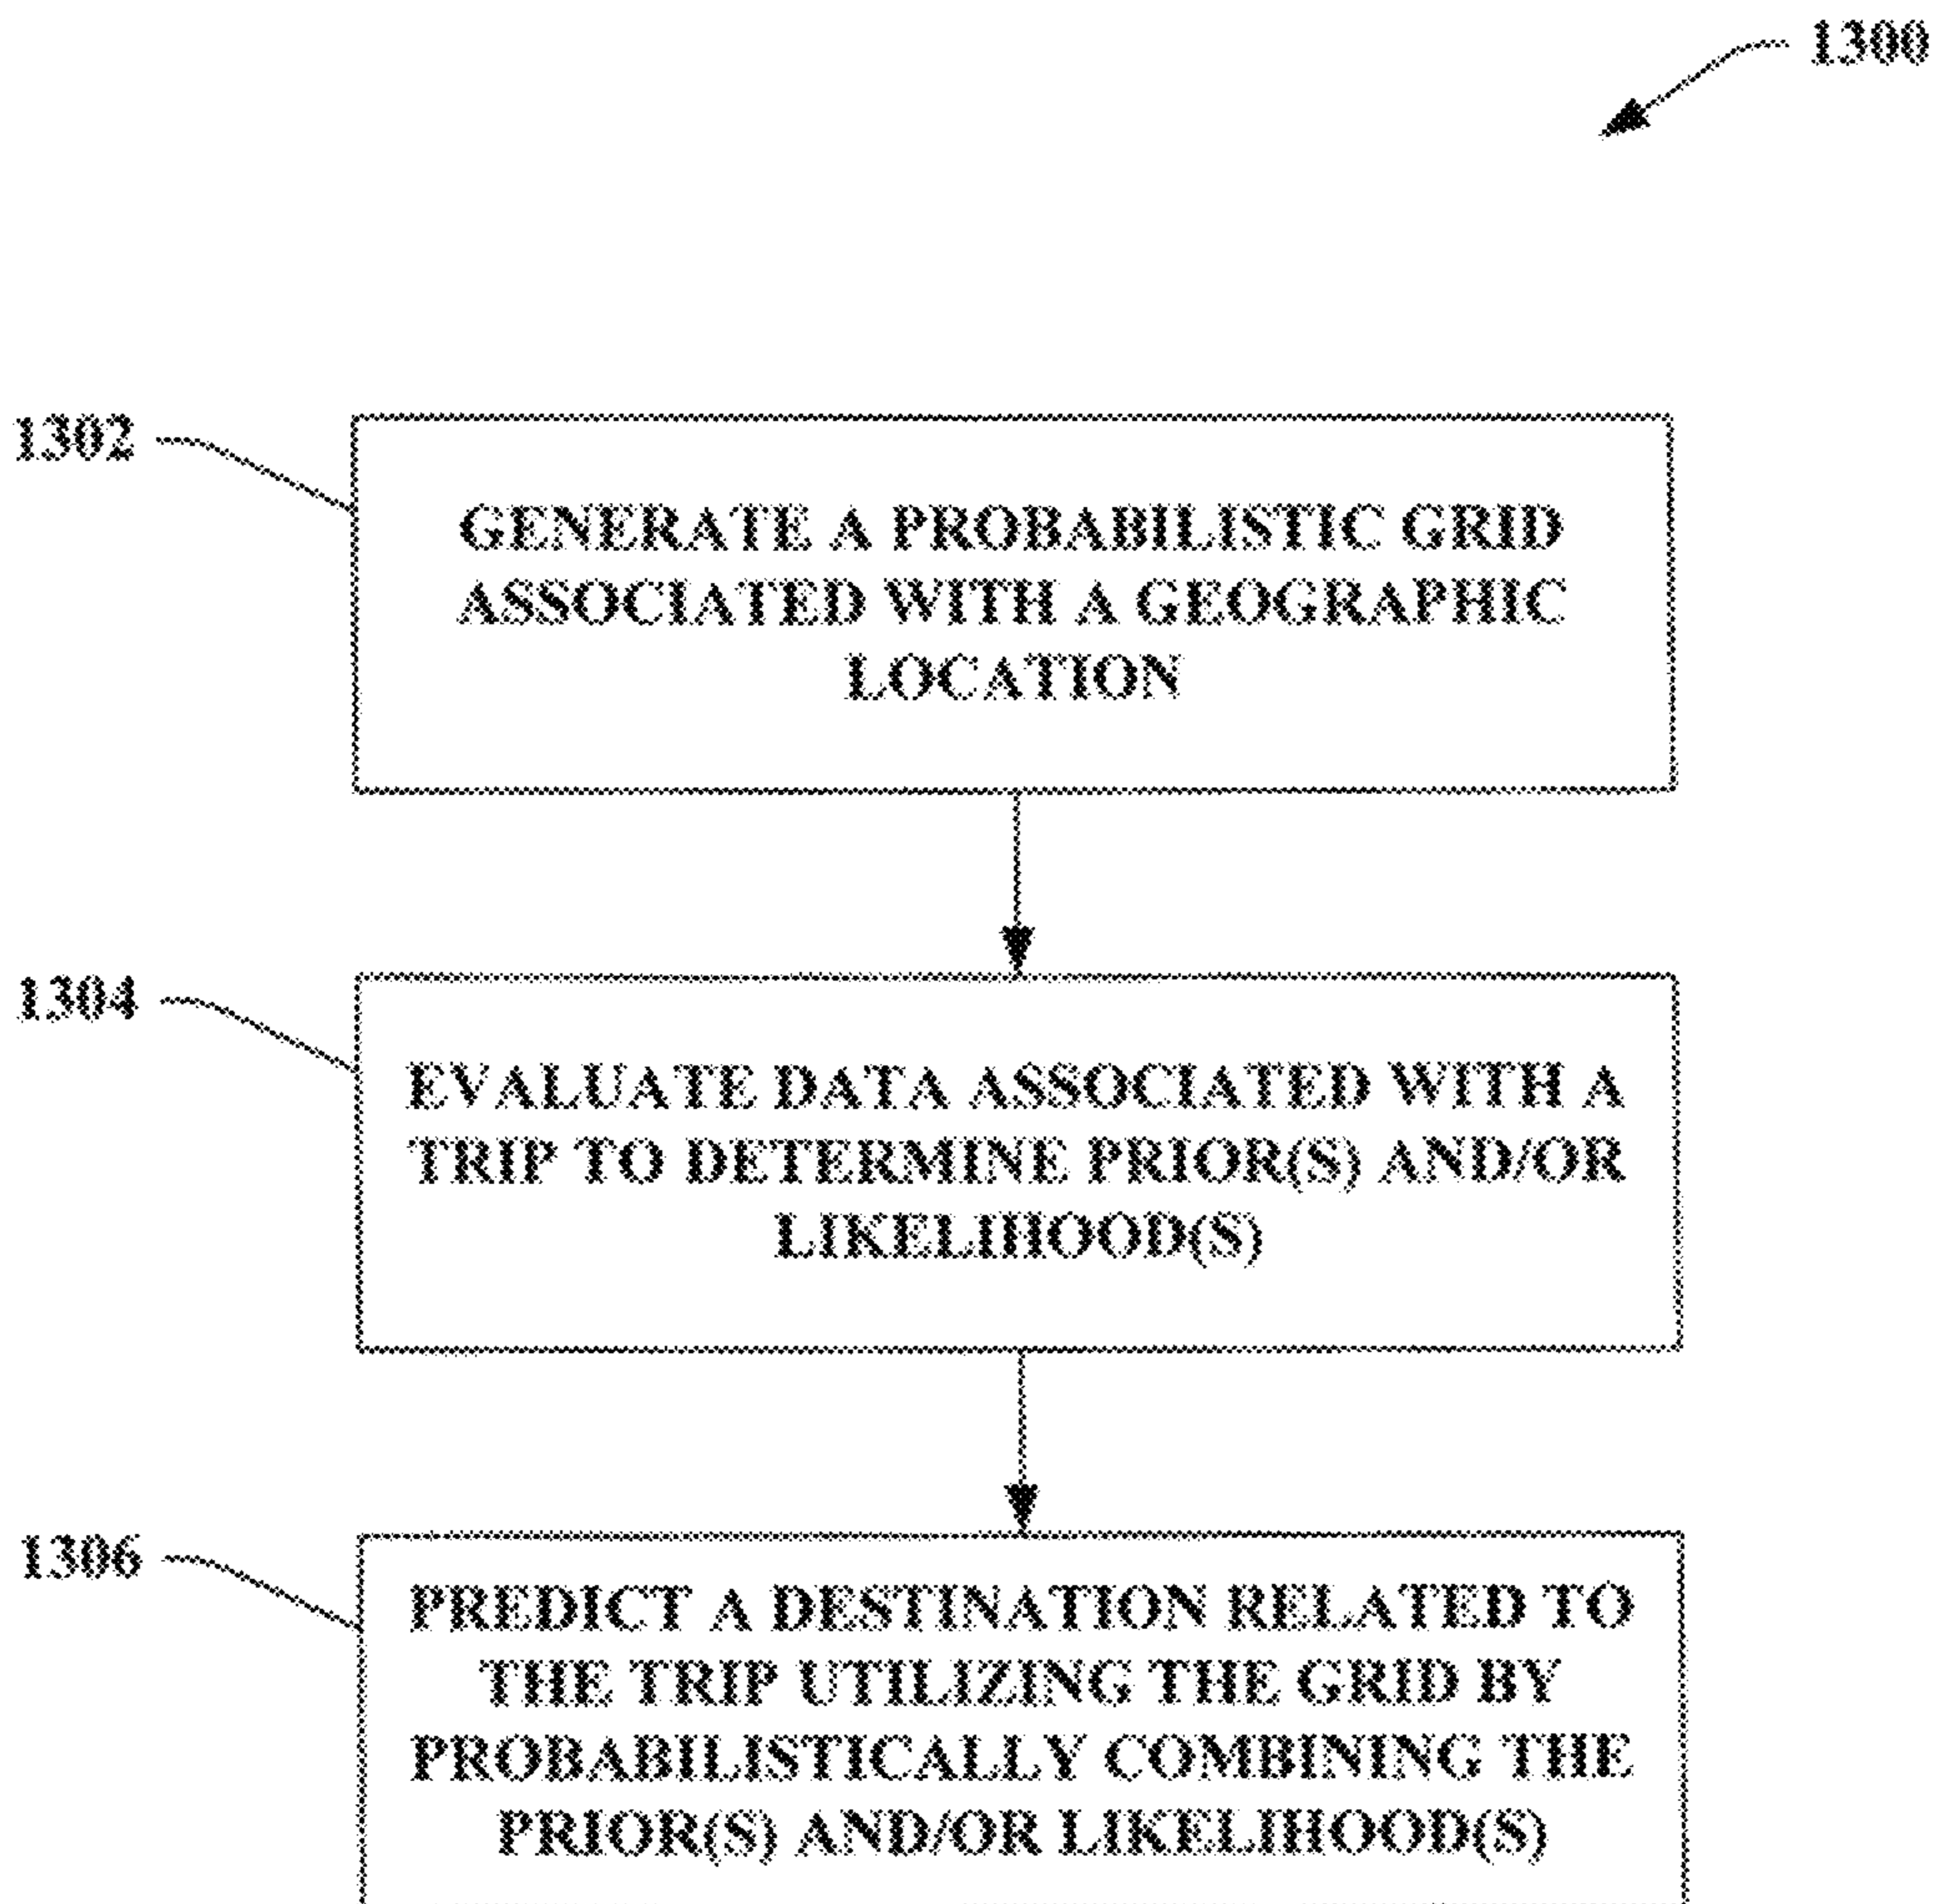 1300
1302
GENERATE A PROBABILISTIC GRID
ASSOCIATED WITH A GEOGRAPHIC
LOCATION
1304
EVALUATE DATA ASSOCIATED WITH A
TRIP TO DETERMINE PRIOR(S) AND/OR
LIKELIHOOD(S)
1306
PREDICT A DESTINATION RELATED TO
THE TRIP UTILIZING THE GRID BY
PROBABILISTICALLY COMBINING THE
PRIOR(S) AND/OR LIKELIHOOD(S)